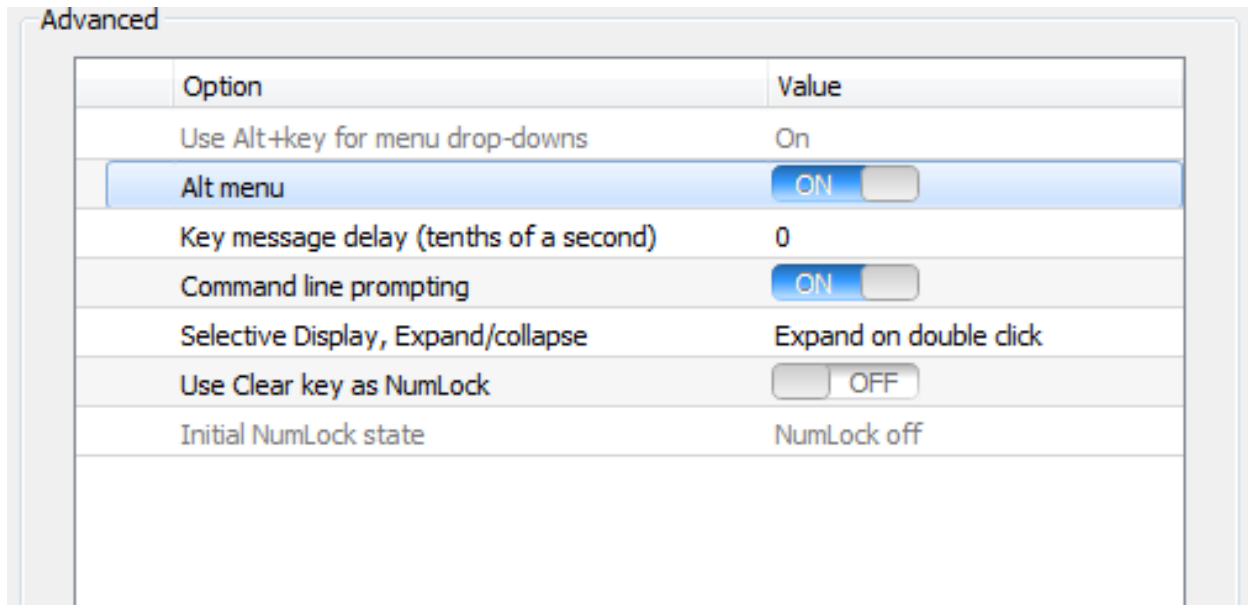 Advanced
Option Value
Use Alt+key for menu drop-downs On
Alt menu ON
Key message delay (tenths of a second) 0
Command line prompting ON
Selective Display, Expand/collapse Expand on double click
Use Clear key as NumLock OFF
Initial NumLock state NumLock off